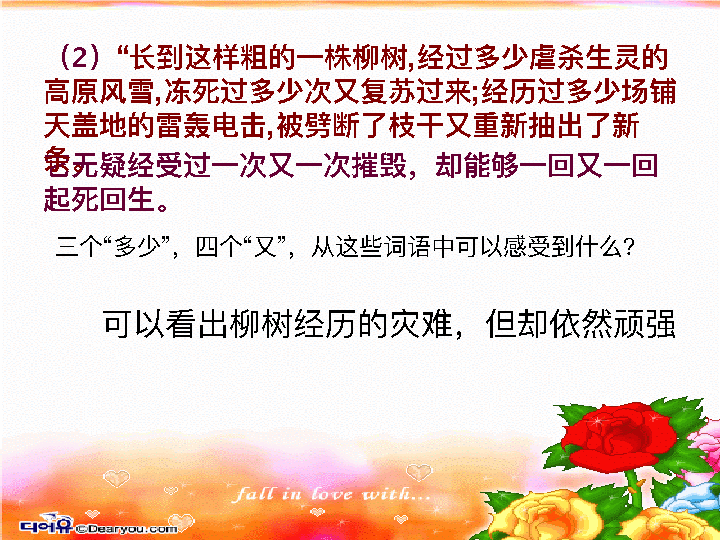 （2）“长到这样粗的一株柳树,经过多少虐杀生灵的
高原风雪,冻死过多少次又复苏过来;经历过多少场铺
天盖地的雷轰电击,被劈断了枝干又重新抽出了新
条。
它无疑经受过一次又一次摧毁，却能够一回又一回
起死回生。
三个“多少”，四个“又”，从这些词语中可以感受到什么？
可以看出柳树经历的灾难，但却依然顽强
fall in love with...
디어유 ©Dearyou.com